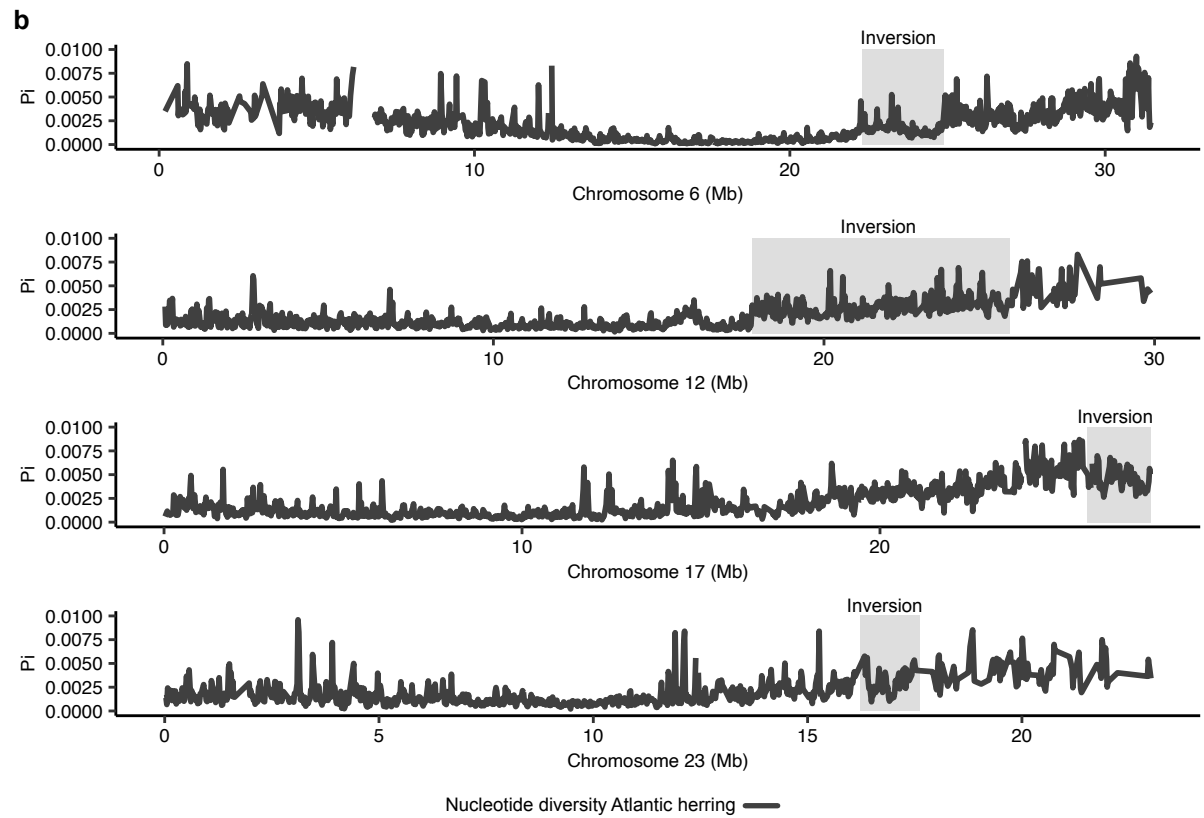 b
Inversion
0.0100
0.0075
0.0050
0.0025
0.0000
Pi
0 10 20 30
Chromosome 6 (Mb)
Inversion
0.0100
0.0075
0.0050
0.0025
0.0000
Pi
0 10 20 30
Chromosome 12 (Mb)
Inversion
0.0100
0.0075
0.0050
0.0025
0.0000
Pi
0 10 20
Chromosome 17 (Mb)
Inversion
0.0100
0.0075
0.0050
0.0025
0.0000
Pi
0 5 10 15 20
Chromosome 23 (Mb)
Nucleotide diversity Atlantic herring